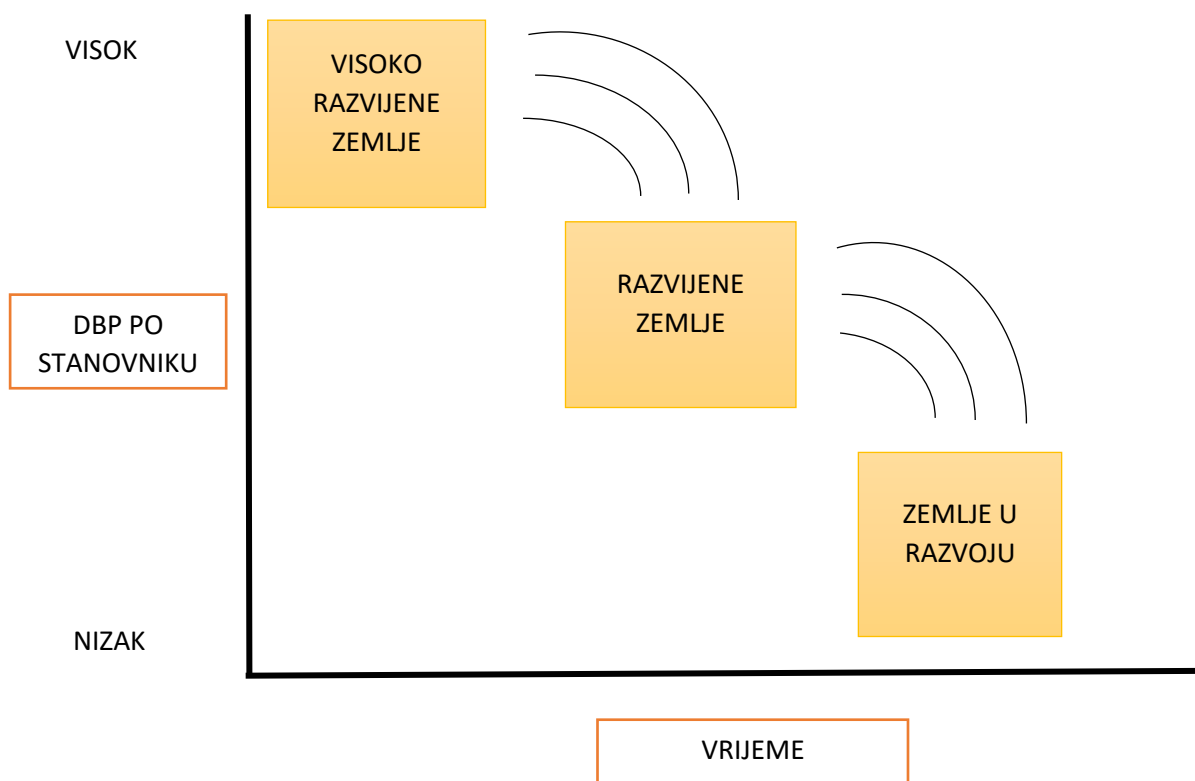 VISOK
VISOKO
RAZVIJENE
ZEMLJE
RAZVIJENE
ZEMLJE
DBP PO
STANOVNIKU
ZEMLJE U
RAZVOJU
NIZAK
VRIJEME